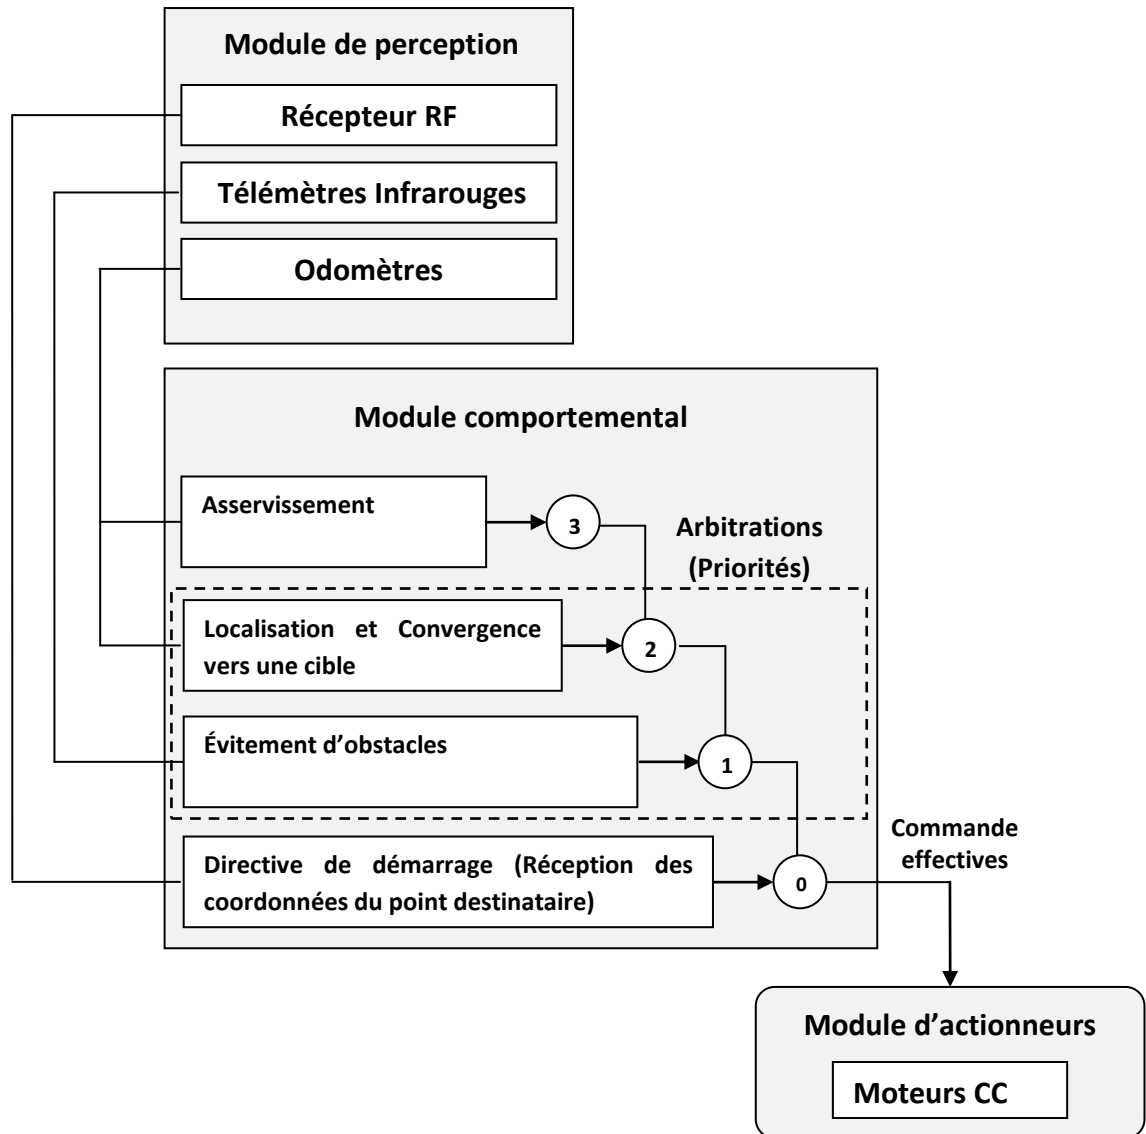 Module de perception
Récepteur RF
Télémètres Infrarouges
Odomètres
Module comportemental
Asservissement
3
Arbitrations
(Priorités)
Localisation et Convergence
vers une cible
2
Évitement d’obstacles
1
Directive de démarrage (Réception des
coordonnées du point destinataire)
0
Commande
effectives
Module d’actionneurs
Moteurs CC